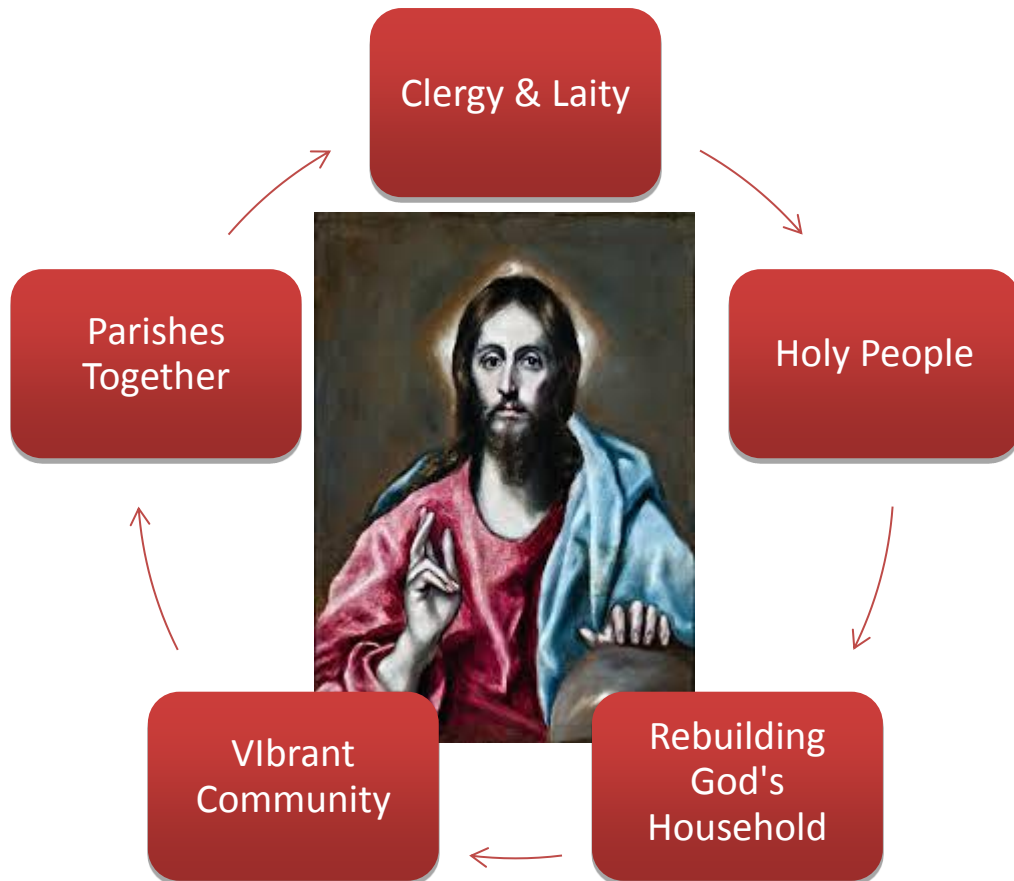 Clergy & Laity
Holy People
Rebuilding
God's
Household
VIbrant
Community
Parishes
Together